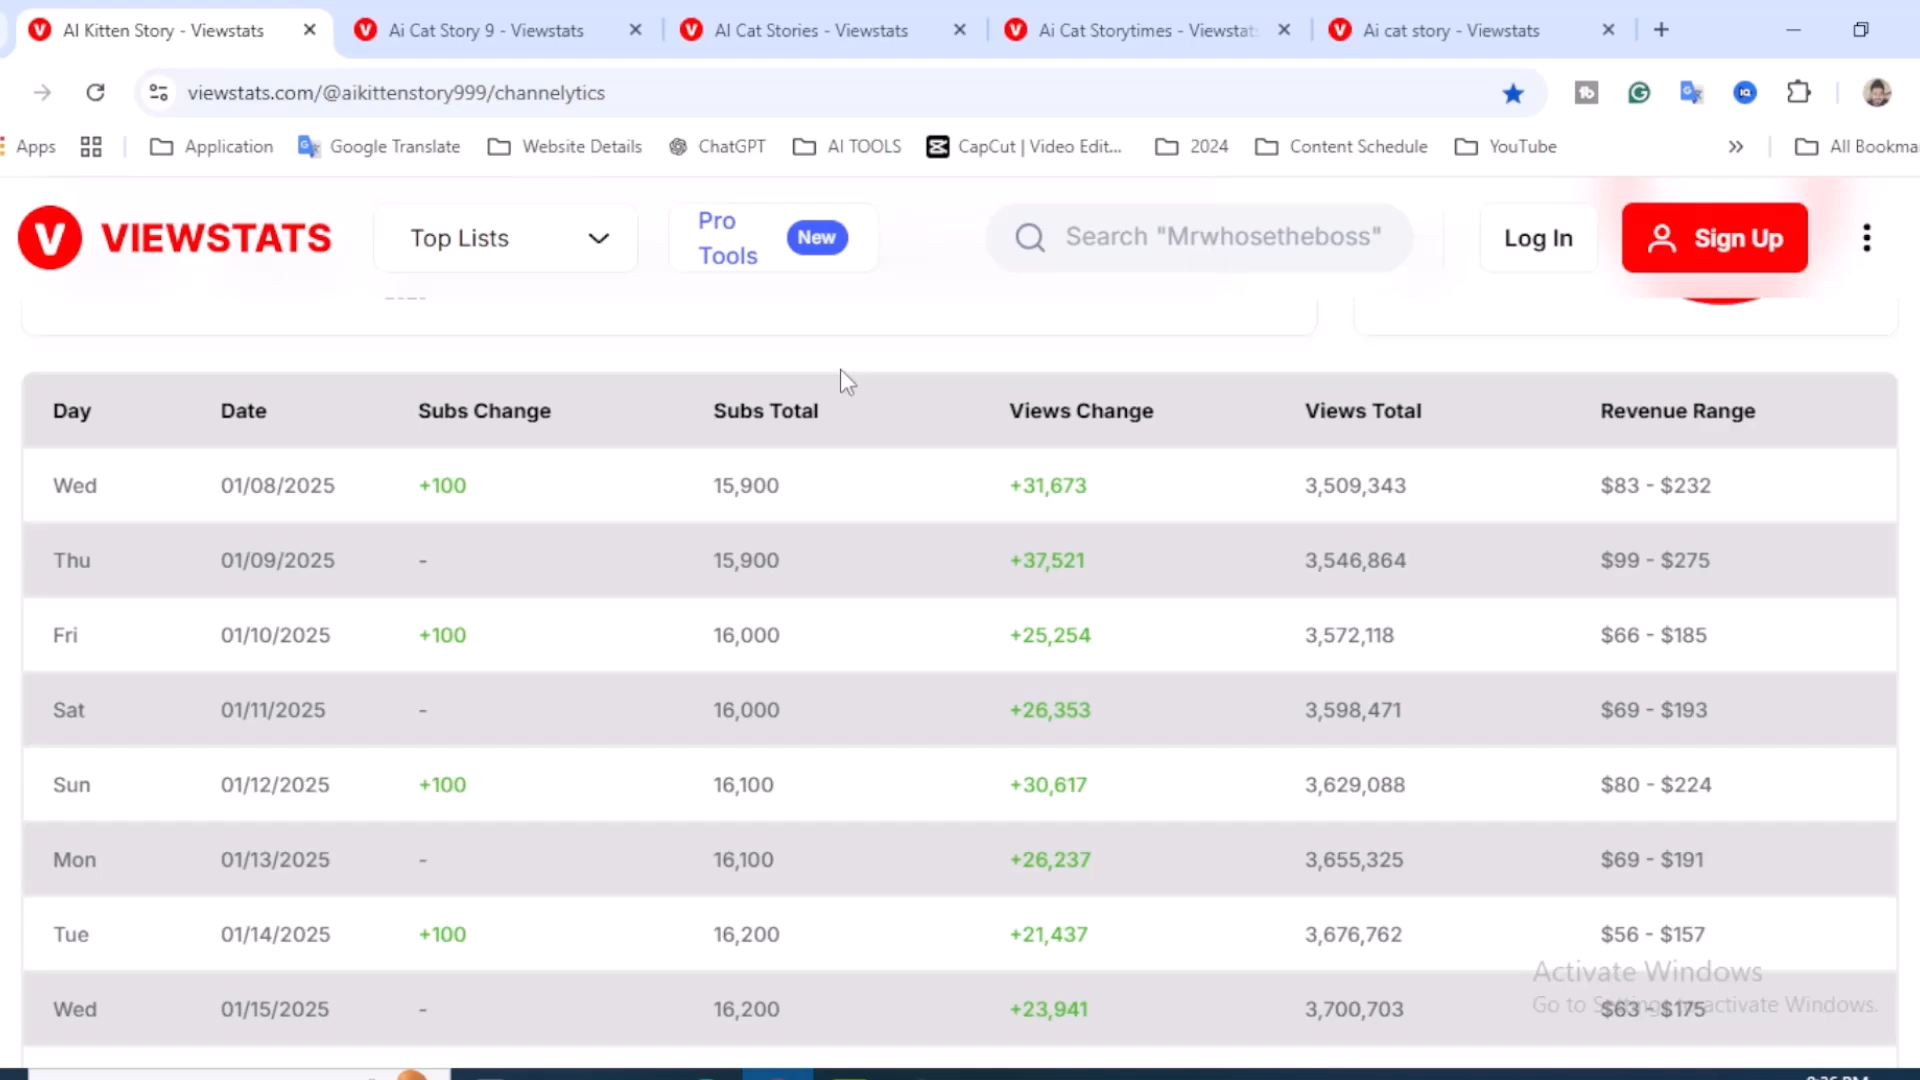 AI Kitten Story - Viewstats
Ai Cat Story 9 - Viewstats
AI Cat Stories - Viewstats
Ai Cat Storytimes - Viewstat
Ai cat story - Viewstats
viewstats.com/@aikittenstory999/channelytics
Apps
Application
Google Translate
Website Details
ChatGPT
AI TOOLS
CapCut | Video Edit...
2024
Content Schedule
YouTube
All Bookma
VIEWSTATS
Top Lists
Pro Tools
New
Search "Mrwhosetheboss"
Log In
Sign Up
Day Date Subs Change Subs Total Views Change Views Total Revenue Range
Wed 01/08/2025 +100 15,900 +31,673 3,509,343 $83 - $232
Thu 01/09/2025 - 15,900 +37,521 3,546,864 $99 - $275
Fri 01/10/2025 +100 16,000 +25,254 3,572,118 $66 - $185
Sat 01/11/2025 - 16,000 +26,353 3,598,471 $69 - $193
Sun 01/12/2025 +100 16,100 +30,617 3,629,088 $80 - $224
Mon 01/13/2025 - 16,100 +26,237 3,655,325 $69 - $191
Tue 01/14/2025 +100 16,200 +21,437 3,676,762 $56 - $157
Wed 01/15/2025 - 16,200 +23,941 3,700,703 $63 - $175
Activate Windows
Go to Settings to activate Windows.